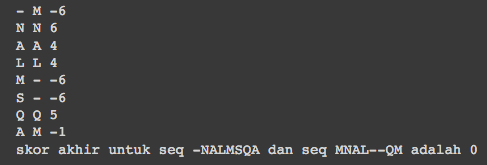 - M -6
N N 6
A A 4
L L 4
M - -6
S - -6
Q Q 5
A M -1
skor akhir untuk seq -NALMSQA dan seq MNAL--QM adalah 0